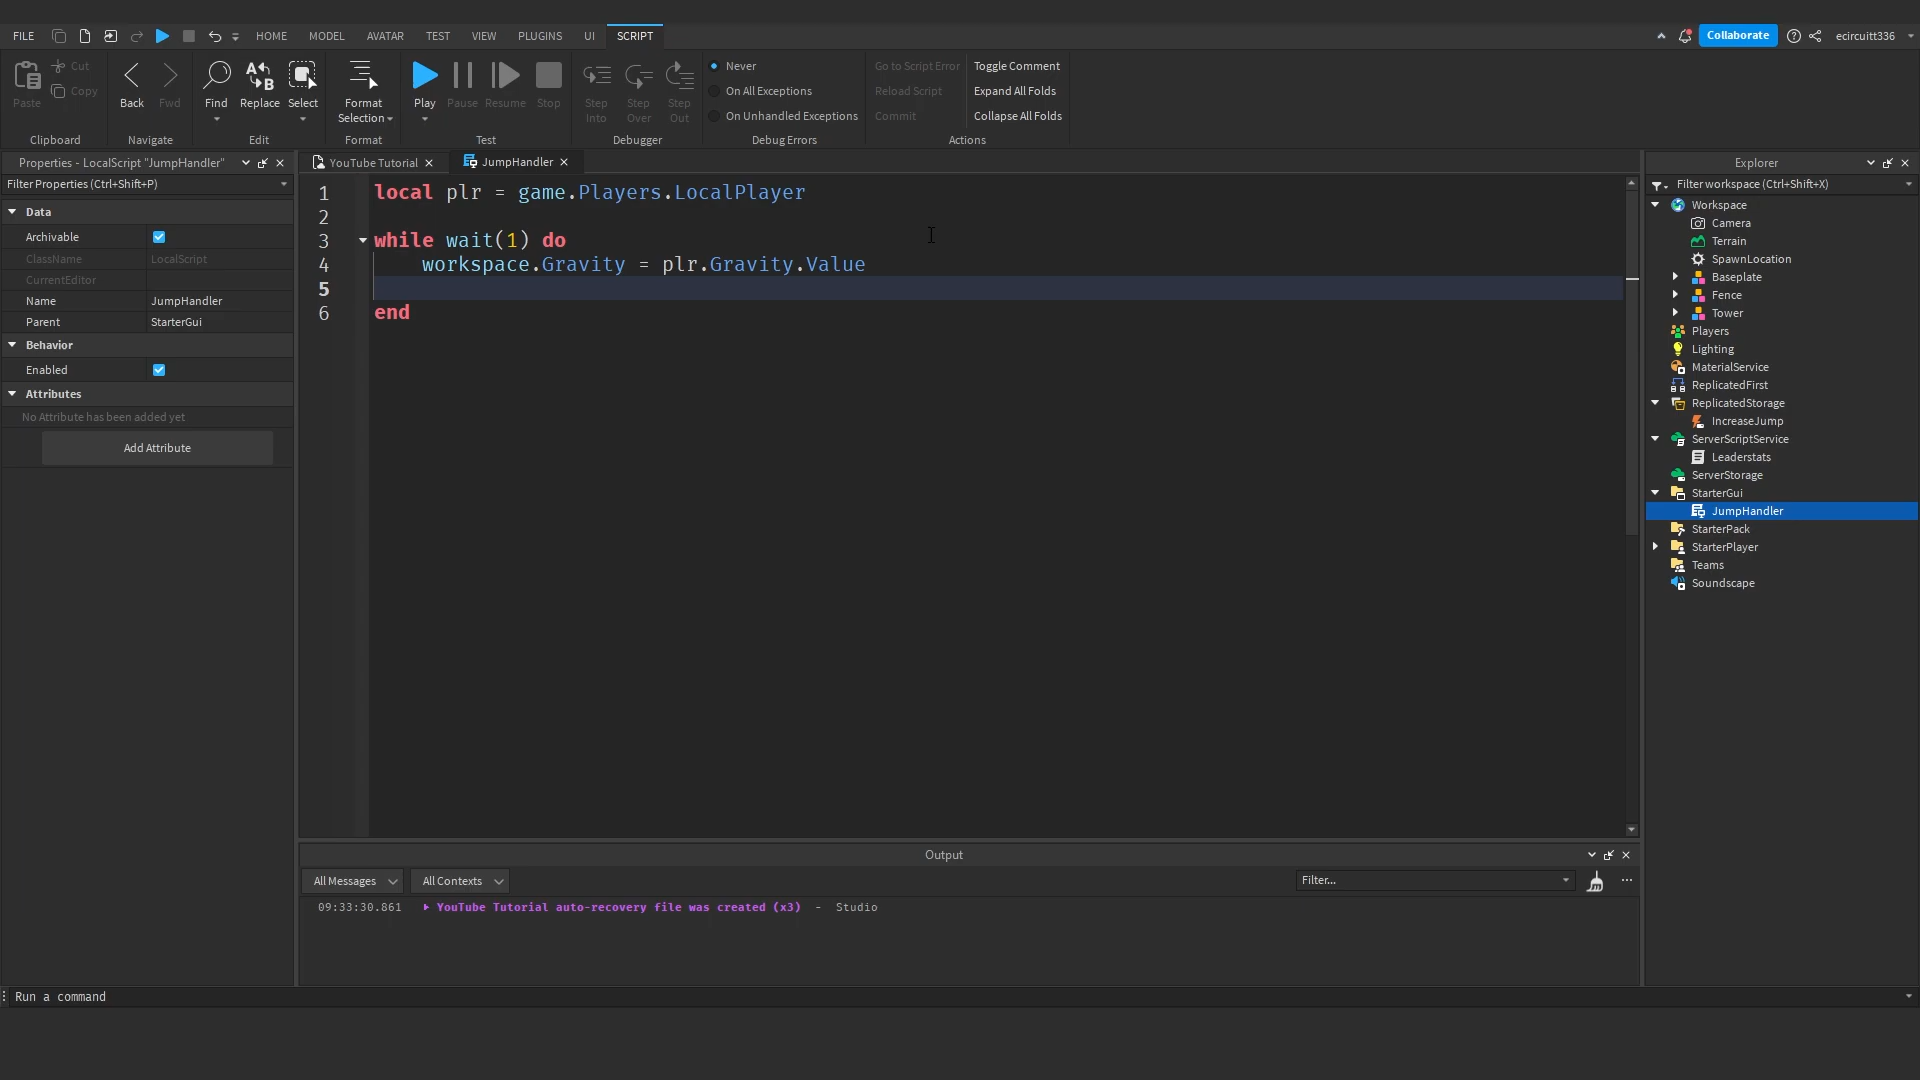 FILE HOME MODEL AVATAR TEST VIEW PLUGINS UI SCRIPT Collaborate ecircuitt336
Paste Cut Copy
Clipboard
Back Fwd
Navigate
Find Replace Select
Edit
Format Selection
Format
Play Pause Resume Stop
Test
Step Into Step Over Step Out
Debugger
Never
On All Exceptions
On Unhandled Exceptions
Debug Errors
Go to Script Error Toggle Comment
Reload Script Expand All Folds
Commit Collapse All Folds
Actions
Properties - LocalScript "JumpHandler"
Filter Properties (Ctrl+Shift+P)
Data
Archivable
ClassName LocalScript
CurrentEditor
Name JumpHandler
Parent StarterGui
Behavior
Enabled
Attributes
No Attribute has been added yet
Add Attribute
YouTube Tutorial JumpHandler
1 local plr = game.Players.LocalPlayer
2
3 while wait(1) do
4 workspace.Gravity = plr.Gravity.Value
5
6 end
Output
All Messages All Contexts Filter...
09:33:30.861 YouTube Tutorial auto-recovery file was created (x3) - Studio
Run a command
Explorer
Filter workspace (Ctrl+Shift+X)
Workspace
Camera
Terrain
SpawnLocation
Baseplate
Fence
Tower
Players
Lighting
MaterialService
ReplicatedFirst
ReplicatedStorage
IncreaseJump
ServerScriptService
Leaderstats
ServerStorage
StarterGui
JumpHandler
StarterPack
StarterPlayer
Teams
Soundscape